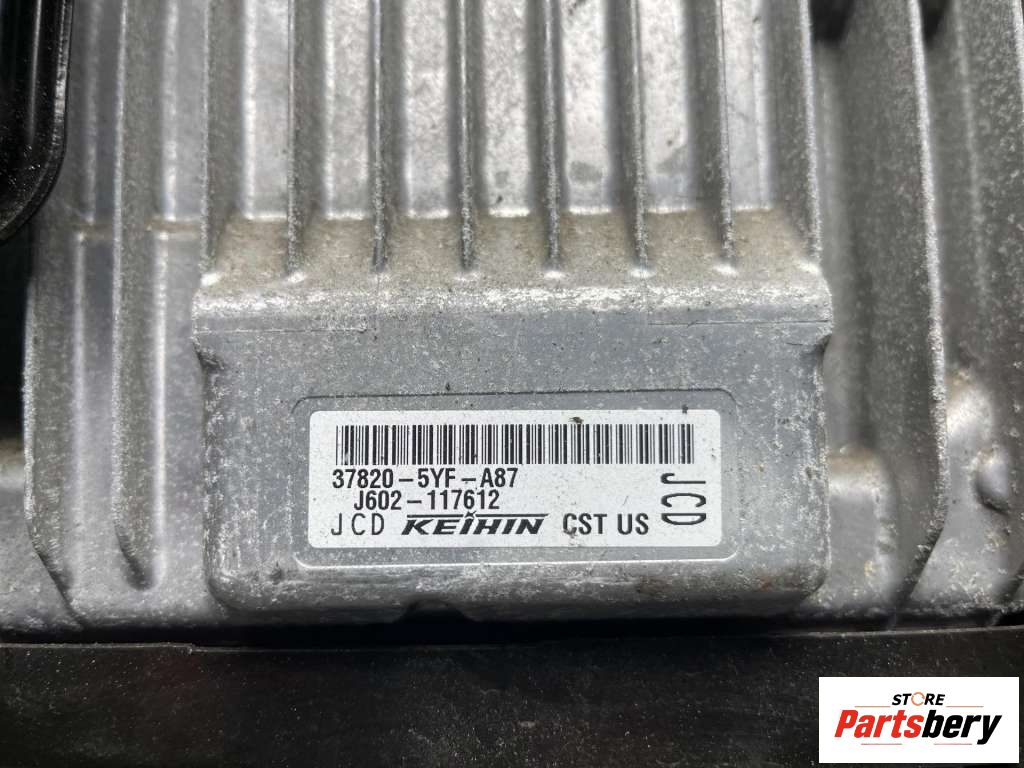 37820-5YF-A87
J602-117612
JCD KEIHIN CST US
JCD
STORE
Partsbery